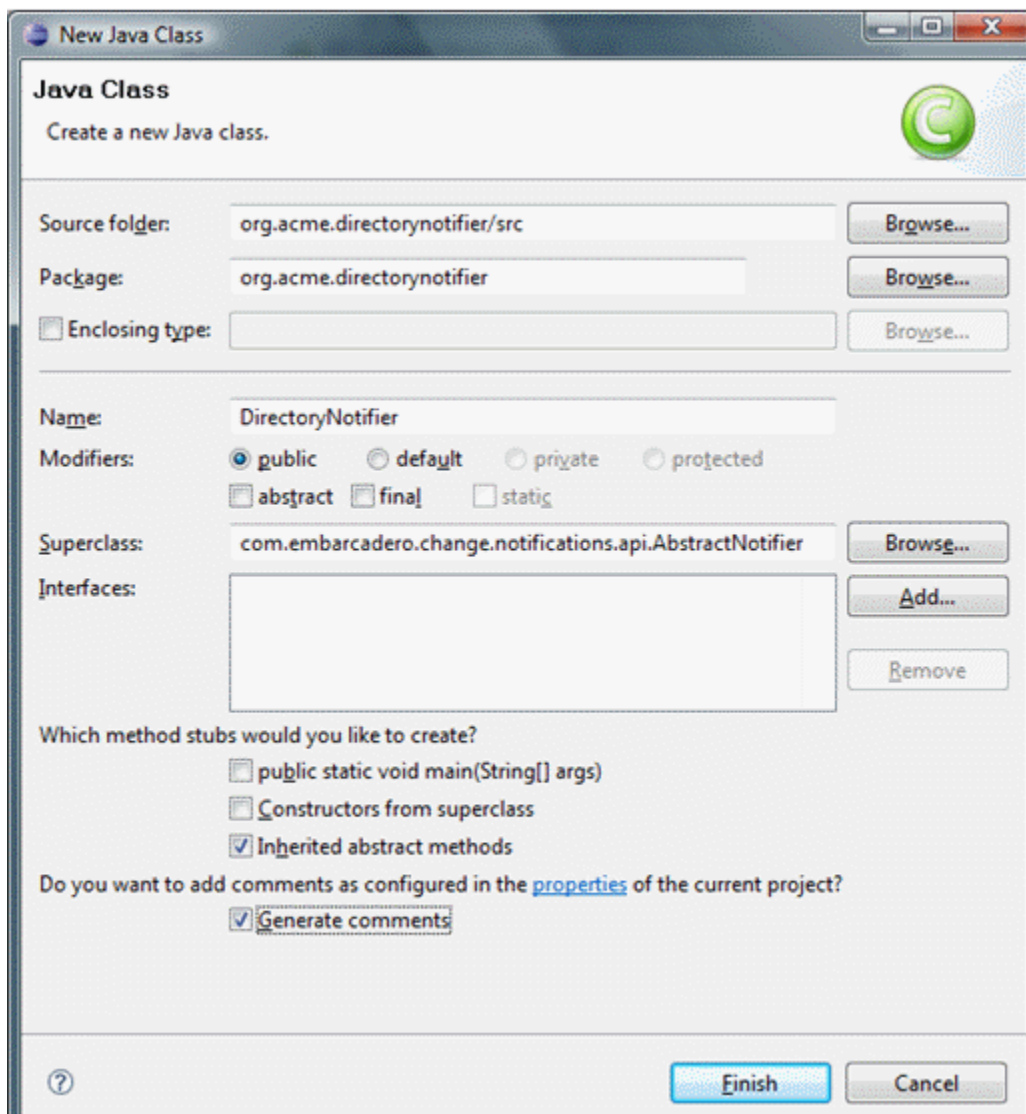 New Java Class
Java Class
Create a new Java class.
C
Source folder: org.acme.directorynotifier/src Browse...
Package: org.acme.directorynotifier Browse...
Enclosing type: Browse...
Name: DirectoryNotifier
Modifiers: public default private protected
abstract final static
Superclass: com.embarcadero.change.notifications.api.AbstractNotifier Browse...
Interfaces: Add...
Remove
Which method stubs would you like to create?
public static void main(String[] args)
Constructors from superclass
Inherited abstract methods
Do you want to add comments as configured in the properties of the current project?
Generate comments
? Finish Cancel